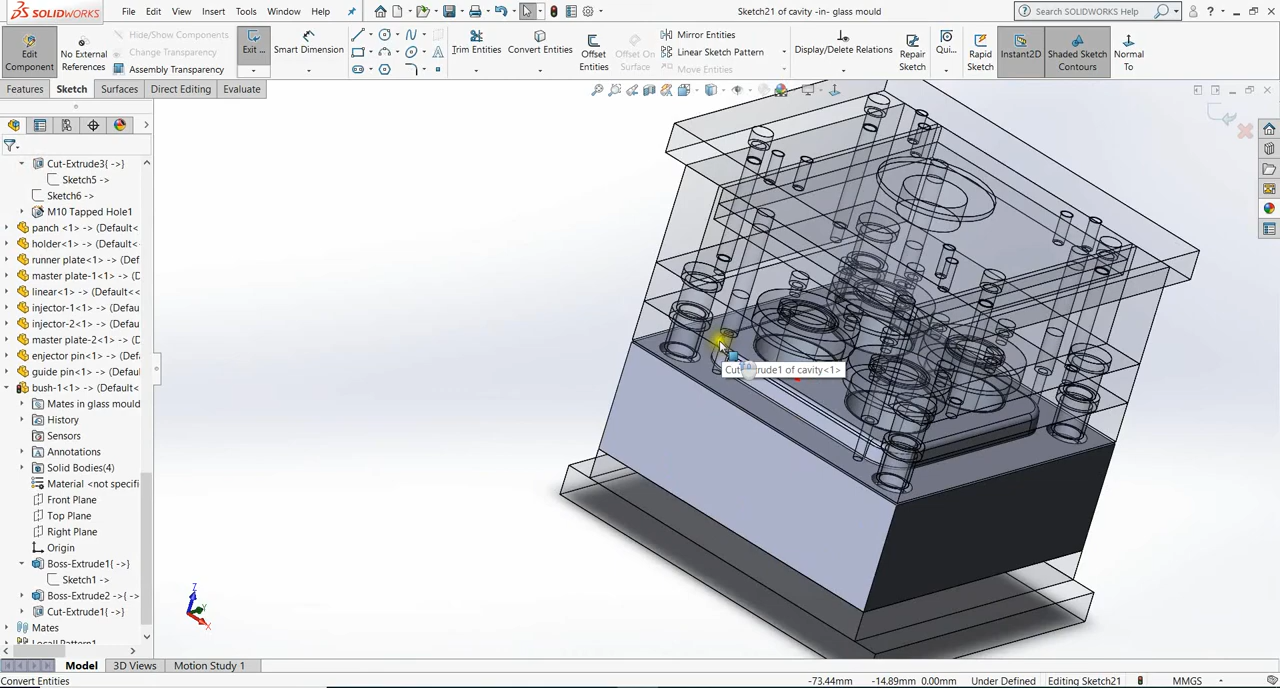 SOLIDWORKS File Edit View Insert Tools Window Help Sketch21 of cavity -in- glass mould Search SOLIDWORKS Help
Edit Component
No External References
Hide/Show Components
Change Transparency
Assembly Transparency
Exit ...
Smart Dimension
Trim Entities
Convert Entities
Offset Entities
Offset On Surface
Mirror Entities
Linear Sketch Pattern
Move Entities
Display/Delete Relations
Repair Sketch
Qui...
Rapid Sketch
Instant2D
Shaded Sketch Contours
Normal To
Features Sketch Surfaces Direct Editing Evaluate
Cut-Extrude3{ ->}
Sketch5 ->
Sketch6 ->
M10 Tapped Hole1
panch <1> -> (Default<
holder<1> -> (Default<
runner plate<1> -> (De
master plate-1<1> -> (D
linear<1> -> (Default<<
injector-1<1> -> (Defau
injector-2<1> -> (Defau
master plate-2<1> -> (D
enjector pin<1> -> (Def
guide pin<1> -> (Defaul
bush-1<1> -> (Default<
Mates in glass mould
History
Sensors
Annotations
Solid Bodies(4)
Material <not specifi
Front Plane
Top Plane
Right Plane
Origin
Boss-Extrude1{ ->}
Sketch1 ->
Boss-Extrude2 ->{ ->
Cut-Extrude1{ ->}
Mates
Z
Y
X
Model 3D Views Motion Study 1
Convert Entities -73.44mm -14.89mm 0.00mm Under Defined Editing Sketch21 MMGS